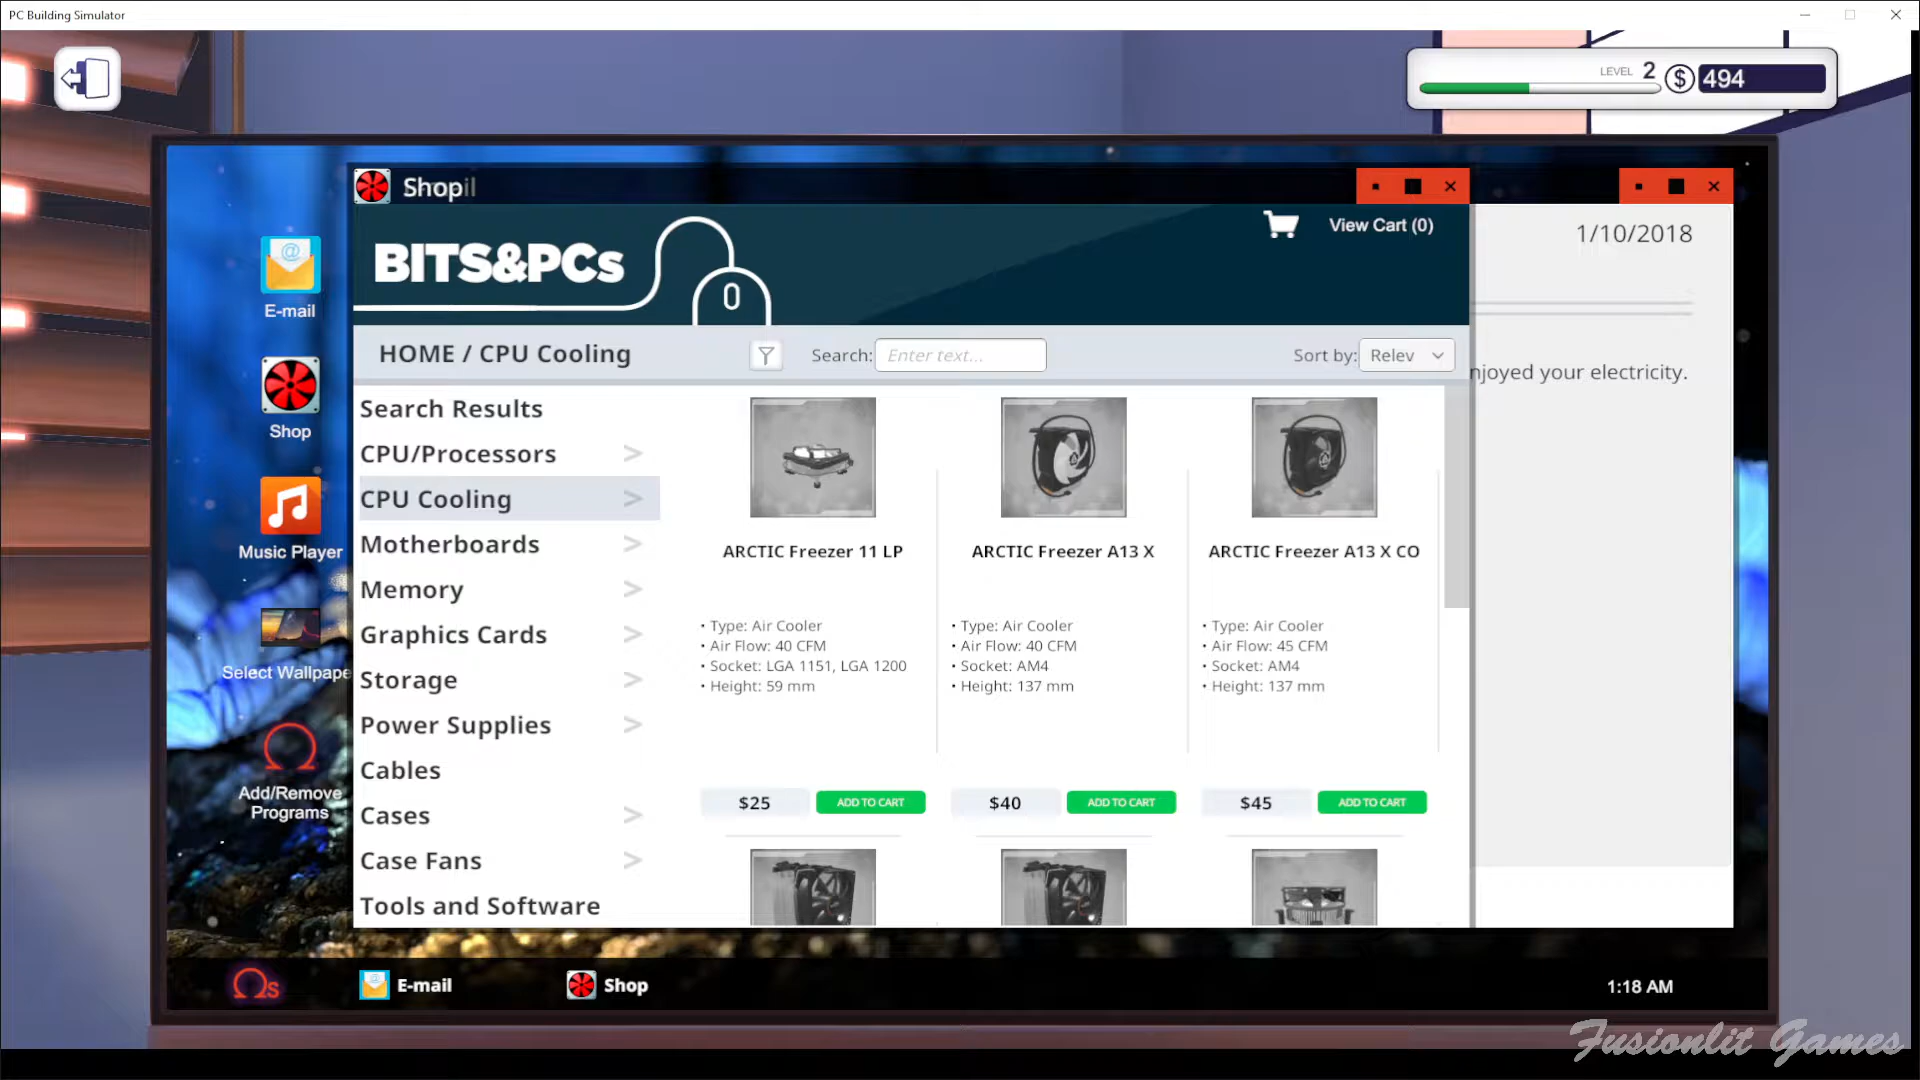 PC Building Simulator
LEVEL 2 $ 494
Shop
BITS&PCs
View Cart (0)
1/10/2018
HOME / CPU Cooling
Search: Enter text...
Sort by: Relev
njoyed your electricity.
E-mail
Shop
Music Player
Select Wallpape
Add/Remove
Programs
Search Results
CPU/Processors >
CPU Cooling >
Motherboards >
Memory >
Graphics Cards >
Storage >
Power Supplies >
Cables
Cases >
Case Fans >
Tools and Software
ARCTIC Freezer 11 LP
• Type: Air Cooler
• Air Flow: 40 CFM
• Socket: LGA 1151, LGA 1200
• Height: 59 mm
$25 ADD TO CART
ARCTIC Freezer A13 X
• Type: Air Cooler
• Air Flow: 40 CFM
• Socket: AM4
• Height: 137 mm
$40 ADD TO CART
ARCTIC Freezer A13 X CO
• Type: Air Cooler
• Air Flow: 45 CFM
• Socket: AM4
• Height: 137 mm
$45 ADD TO CART
Ωs
E-mail
Shop
1:18 AM
Fusionlit Games